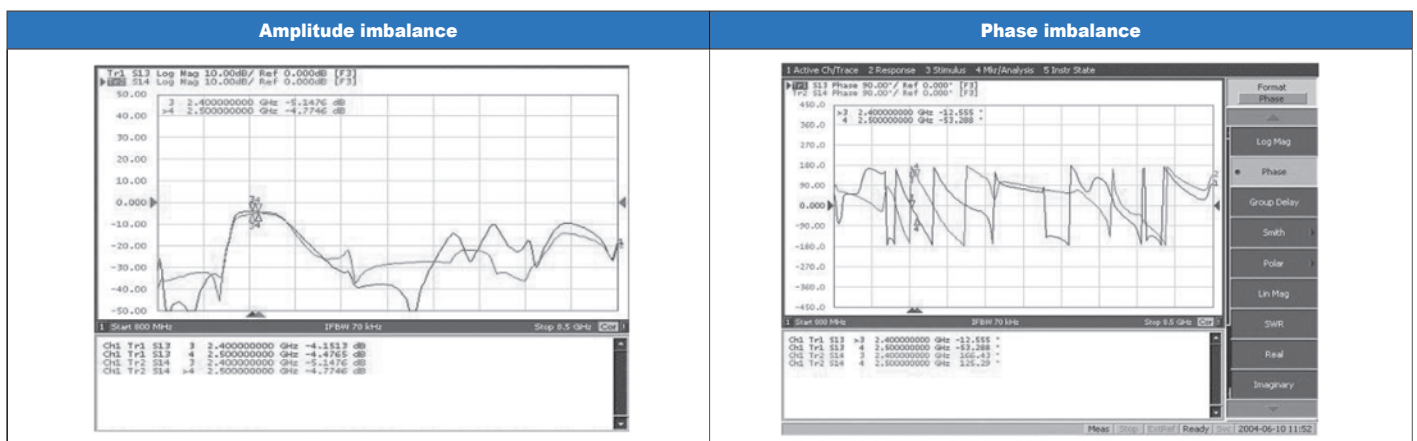 Amplitude imbalance
Phase imbalance
Tr1 S13 Log Mag 10.00dB/ Ref 0.000dB [F3]
Tr2 S14 Log Mag 10.00dB/ Ref 0.000dB [F3]
50.00
3 2.400000000 GHz -5.1476 dB
>4 2.500000000 GHz -4.7746 dB
40.00
30.00
20.00
10.00
0.000
-10.00
-20.00
-30.00
-40.00
-50.00
1 Start 800 MHz IFBW 70 kHz Stop 8.5 GHz Cor
Ch1 Tr1 S13 3 2.400000000 GHz -4.1513 dB
Ch1 Tr1 S13 4 2.500000000 GHz -4.4765 dB
Ch1 Tr2 S14 3 2.400000000 GHz -5.1476 dB
Ch1 Tr2 S14 >4 2.500000000 GHz -4.7746 dB
1 Active Ch/Trace 2 Response 3 Stimulus 4 Mkr/Analysis 5 Instr State
Tr1 S13 Phase 90.00°/ Ref 0.000° [F3]
Tr2 S14 Phase 90.00°/ Ref 0.000° [F3]
450.0
>3 2.400000000 GHz -12.555 °
4 2.500000000 GHz -53.288 °
360.0
270.0
180.0
90.00
0.000
-90.00
-180.0
-270.0
-360.0
-450.0
1 Start 800 MHz IFBW 70 kHz Stop 8.5 GHz Cor
Ch1 Tr1 S13 >3 2.400000000 GHz -12.555 °
Ch1 Tr1 S13 4 2.500000000 GHz -53.288 °
Ch1 Tr2 S14 3 2.400000000 GHz 166.43 °
Ch1 Tr2 S14 4 2.500000000 GHz 125.29 °
Format
Phase
Log Mag
Phase
Group Delay
Smith
Polar
Lin Mag
SWR
Real
Imaginary
Meas Stop ExtRef Ready Svc 2004-06-10 11:52